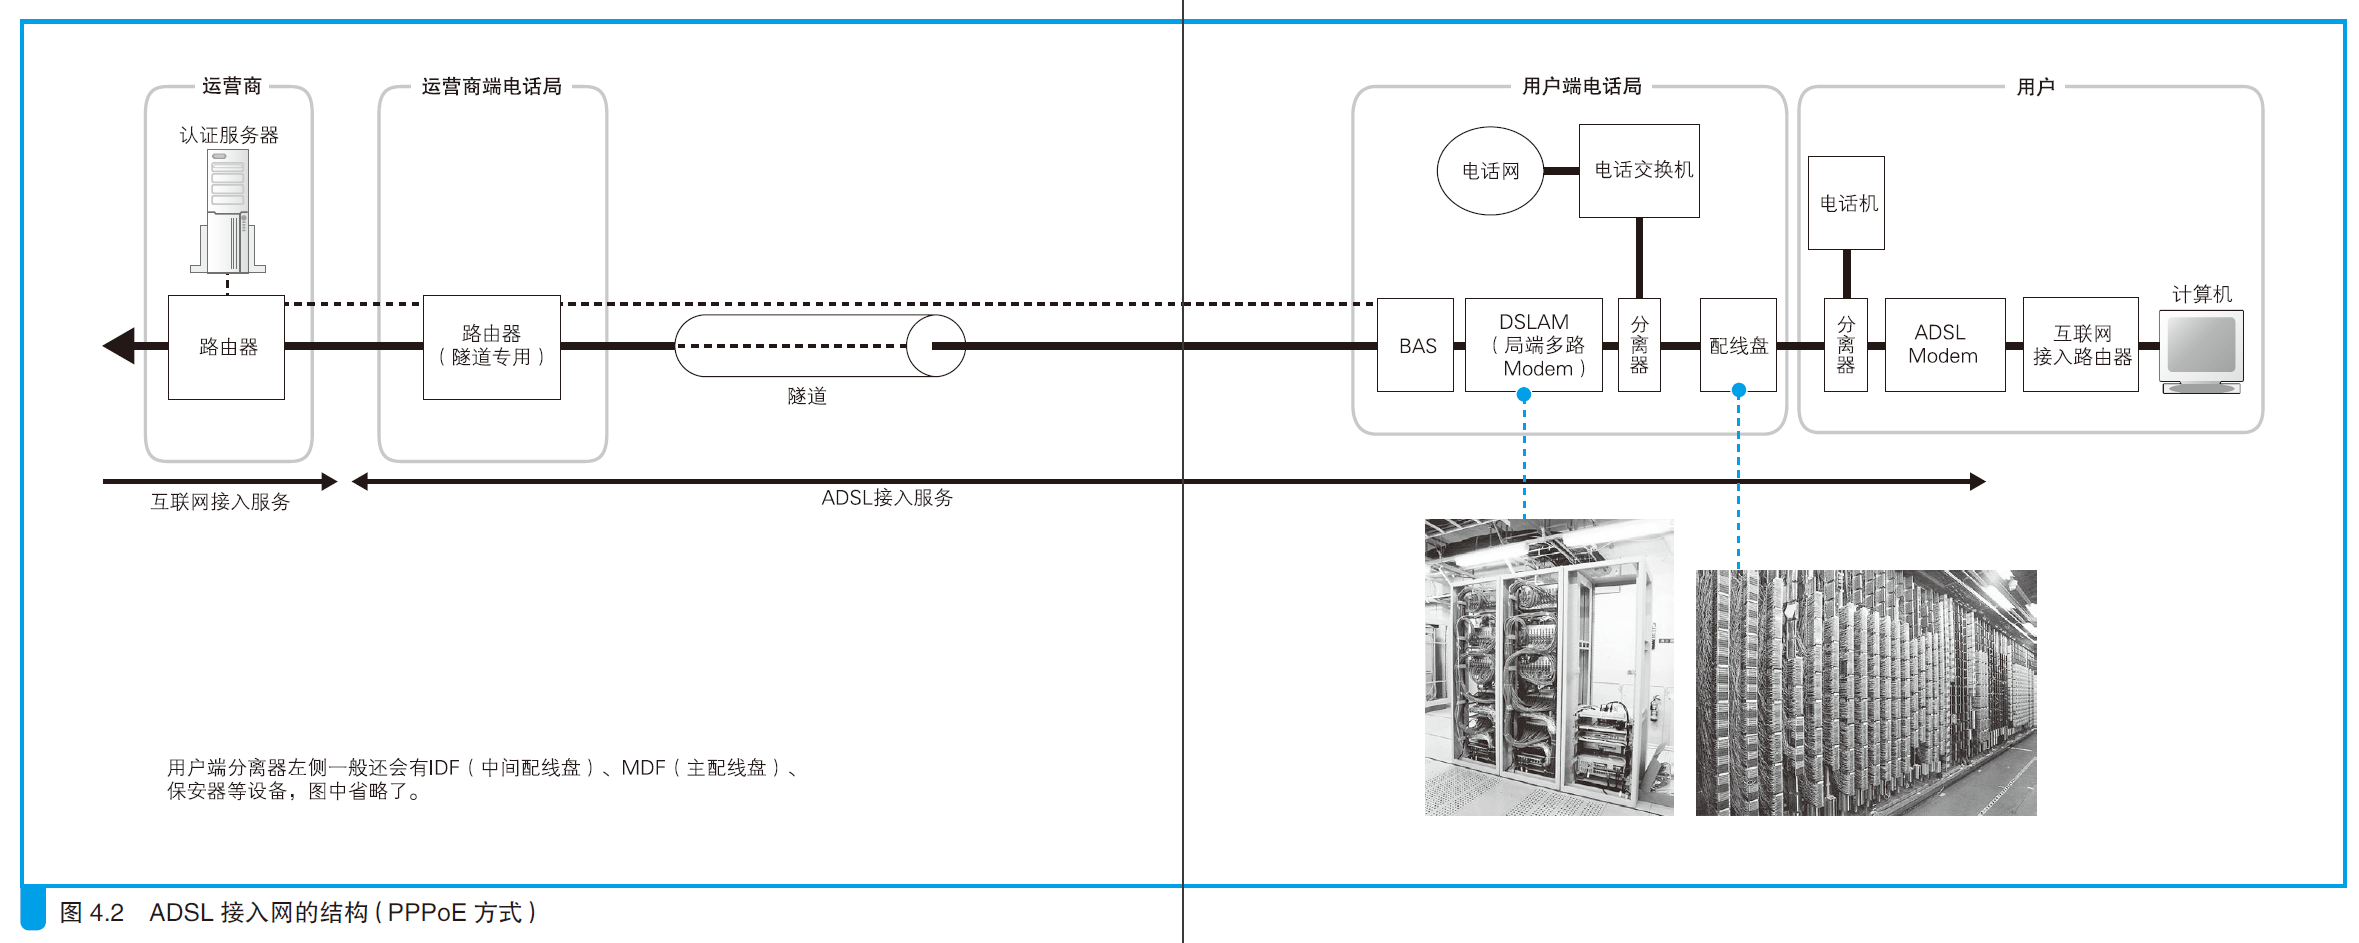 运营商
运营商端电话局
用户端电话局
用户
认证服务器
电话网
电话交换机
电话机
计算机
路由器
路由器
（隧道专用）
隧道
BAS
DSLAM
（局端多路
Modem）
分离器
配线盘
分离器
ADSL
Modem
互联网
接入路由器
互联网接入服务
ADSL接入服务
用户端分离器左侧一般还会有IDF（中间配线盘）、MDF（主配线盘）、
保安器等设备，图中省略了。
图 4.2 ADSL 接入网的结构（PPPoE 方式）